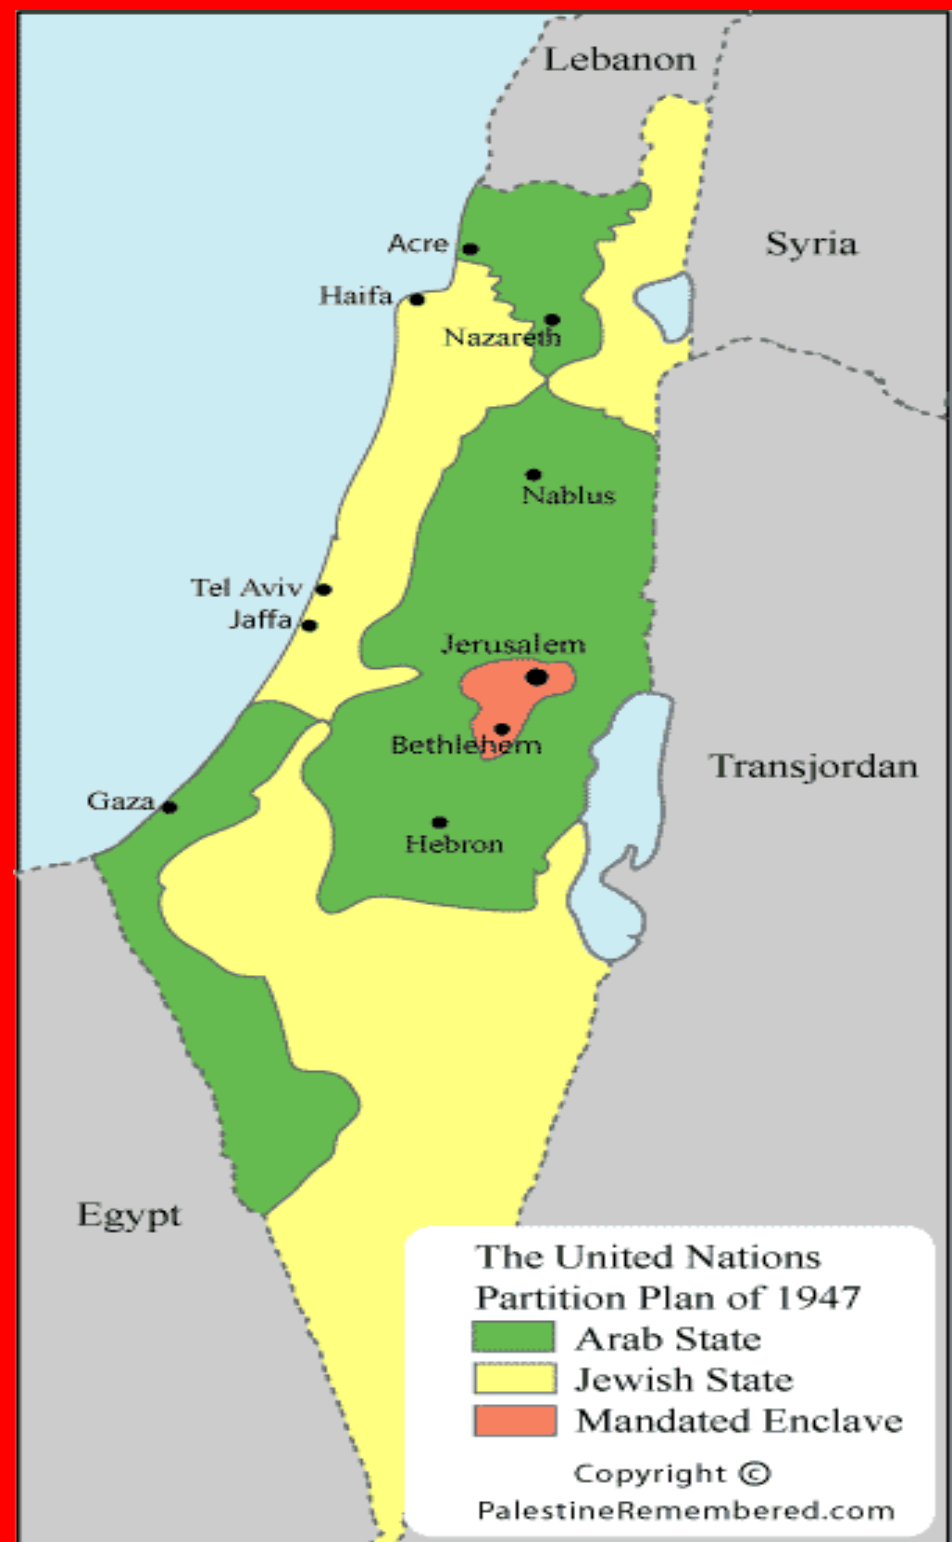 Lebanon
Syria
Acre
Haifa
Nazareth
Nablus
Tel Aviv
Jaffa
Jerusalem
Bethlehem
Transjordan
Gaza
Hebron
Egypt
The United Nations
Partition Plan of 1947
Arab State
Jewish State
Mandated Enclave
Copyright ©
PalestineRemembered.com